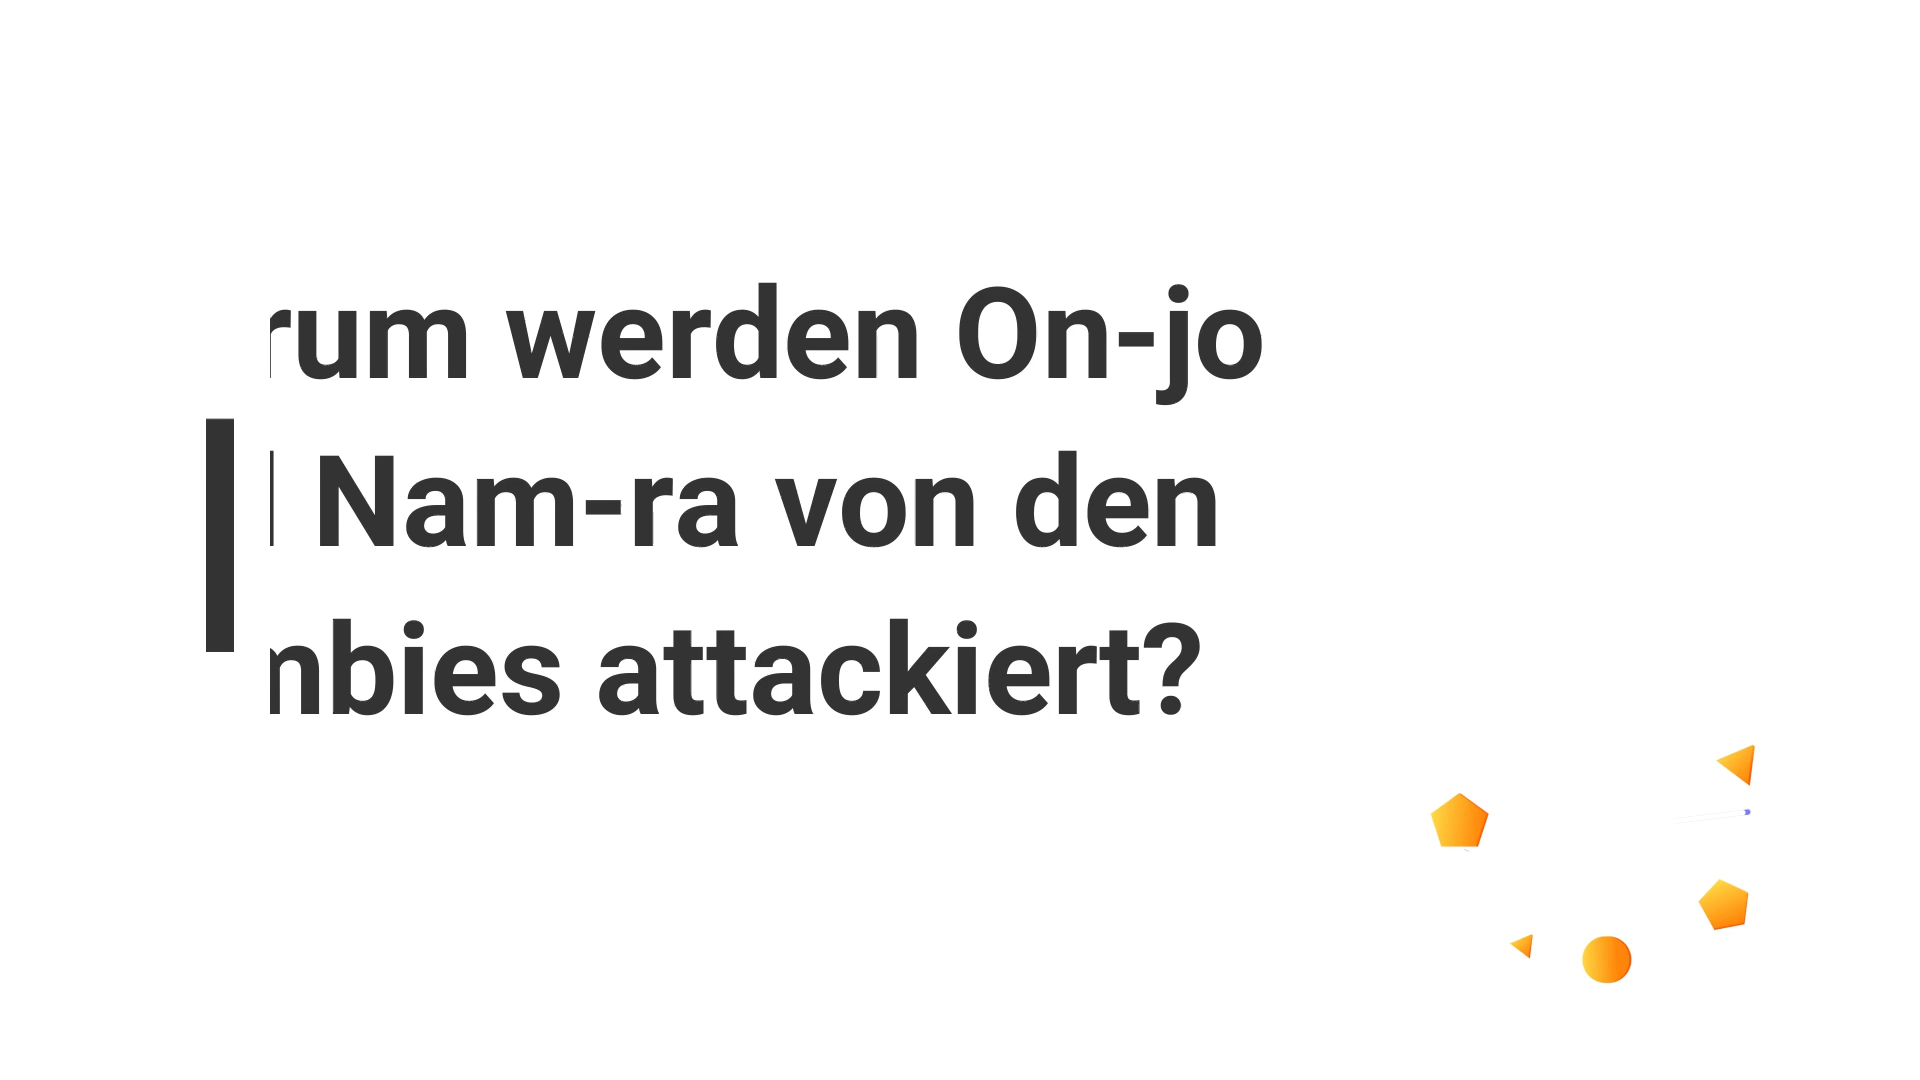 rum werden On-jo
Nam-ra von den
nbies attackiert?